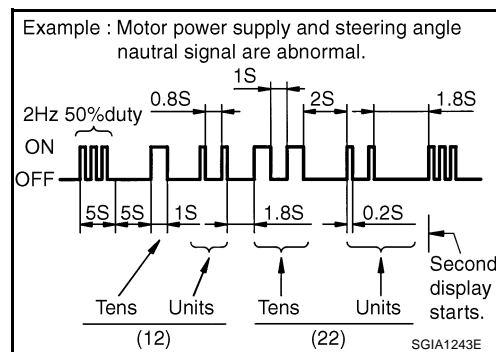 Example : Motor power supply and steering angle
nautral signal are abnormal.
1S
0.8S
2S
1.8S
2Hz 50%duty
ON
OFF
5S 5S 1S 1.8S 0.2S
Second
display
starts.
Tens Units Tens Units
(12) (22)
SGIA1243E